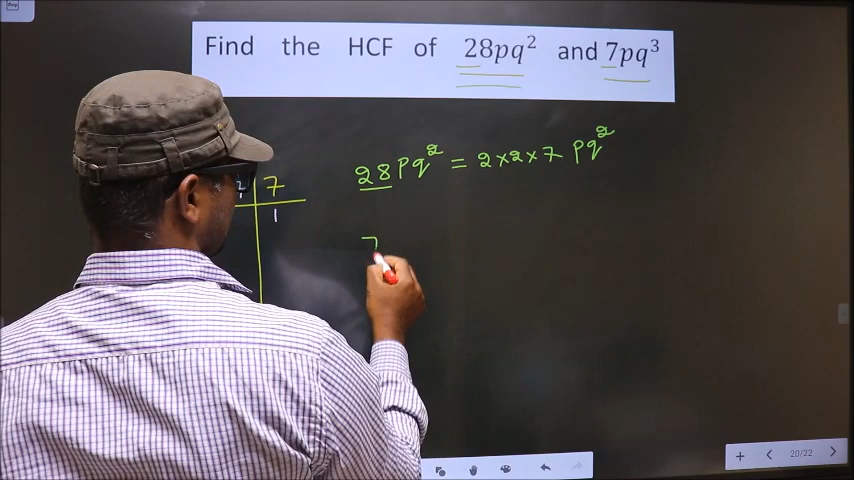 Find the HCF of 28pq² and 7pq³
28pq² = 2×2×7 pq²
7
1
7
20/22